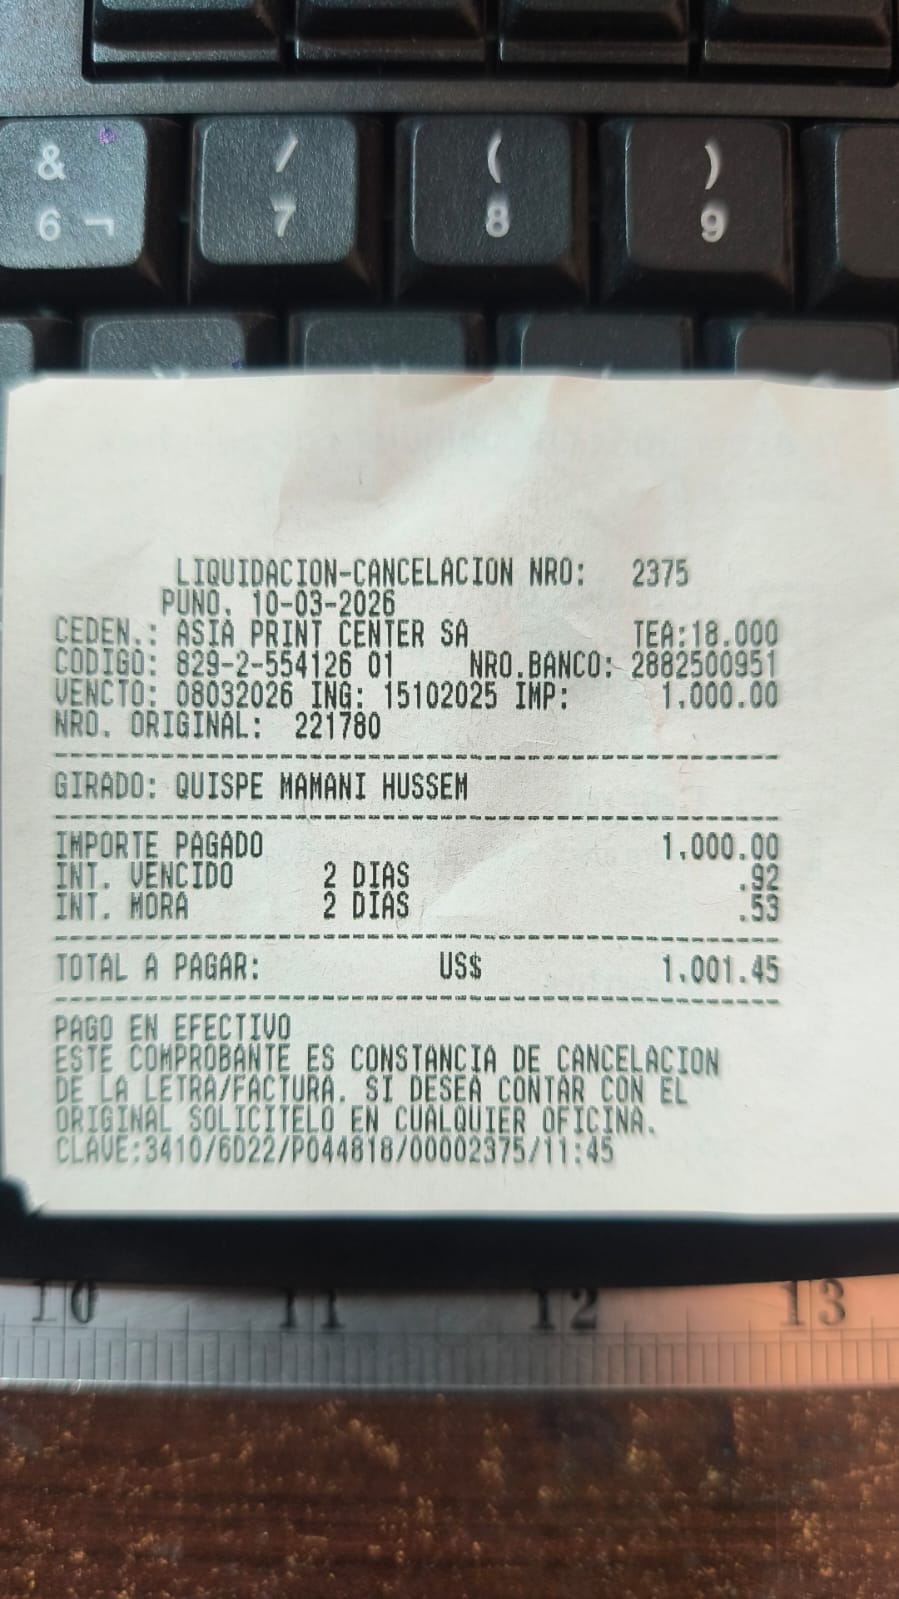 &
6 ¬
/
7
(
8
)
9
LIQUIDACION-CANCELACION NRO: 2375
PUNO, 10-03-2026
CEDEN.: ASIA PRINT CENTER SA TEA:18.000
CODIGO: 829-2-554126 01 NRO.BANCO: 2882500951
VENCTO: 08032026 ING: 15102025 IMP: 1,000.00
NRO. ORIGINAL: 221780
GIRADO: QUISPE MAMANI HUSSEM
IMPORTE PAGADO 1,000.00
INT. VENCIDO 2 DIAS .92
INT. MORA 2 DIAS .53
TOTAL A PAGAR: US$ 1,001.45
PAGO EN EFECTIVO
ESTE COMPROBANTE ES CONSTANCIA DE CANCELACION
DE LA LETRA/FACTURA. SI DESEA CONTAR CON EL
ORIGINAL SOLICITELO EN CUALQUIER OFICINA.
CLAVE:3410/6D22/P044818/00002375/11:45
10 11 12 13